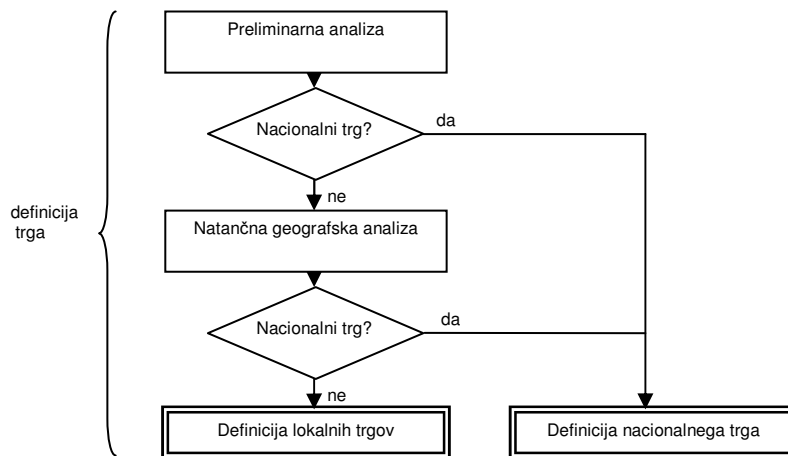 Preliminarna analiza
Nacionalni trg?
da
ne
definicija
trga
Natančna geografska analiza
Nacionalni trg?
da
ne
Definicija lokalnih trgov
Definicija nacionalnega trga